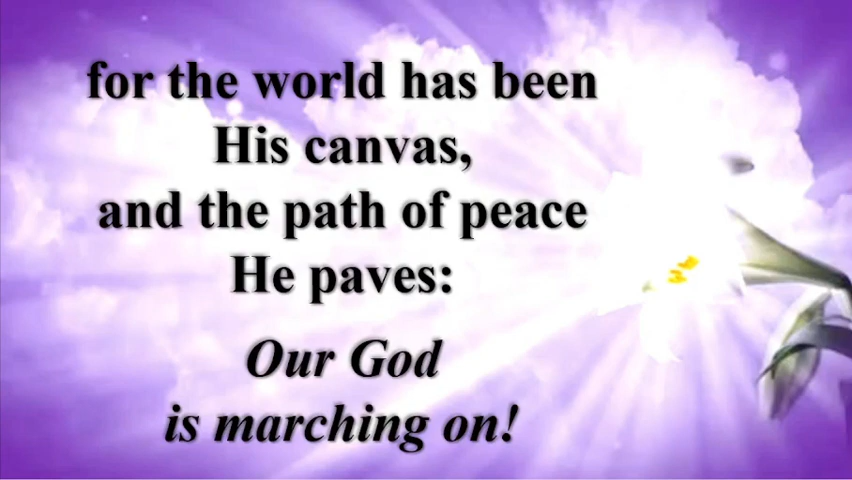 for the world has been
His canvas,
and the path of peace
He paves:
Our God
is marching on!